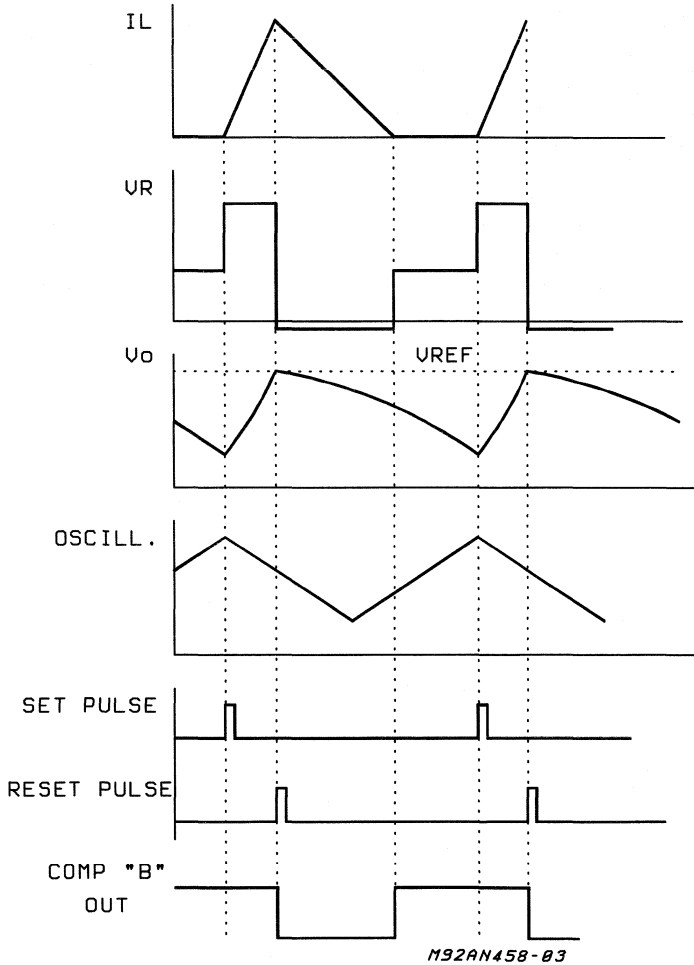 IL
VR
Vo
VREF
OSCILL.
SET PULSE
RESET PULSE
COMP "B"
OUT
M92AN458-03